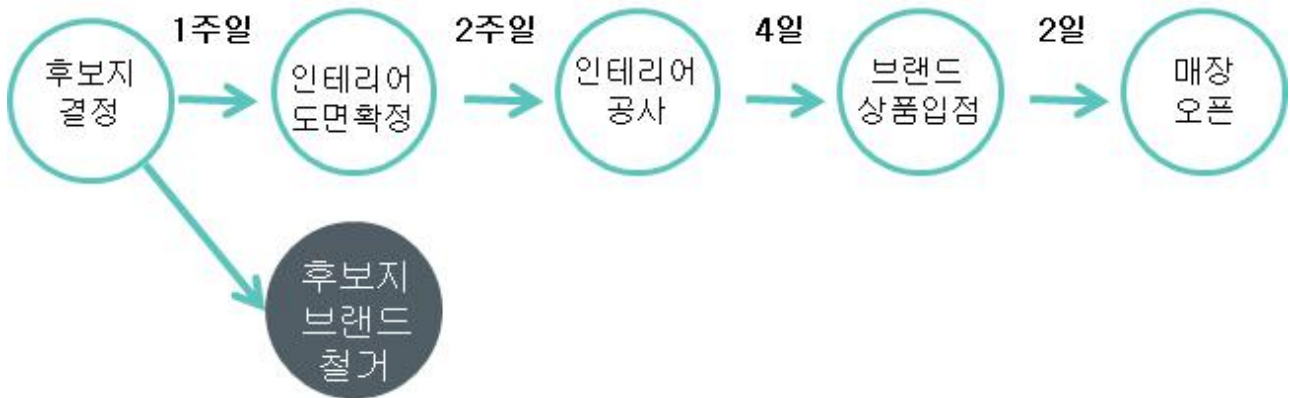 1주일
2주일
4일
2일
후보지
결정
인테리어
도면확정
인테리어
공사
브랜드
상품입점
매장
오픈
후보지
브랜드
철거